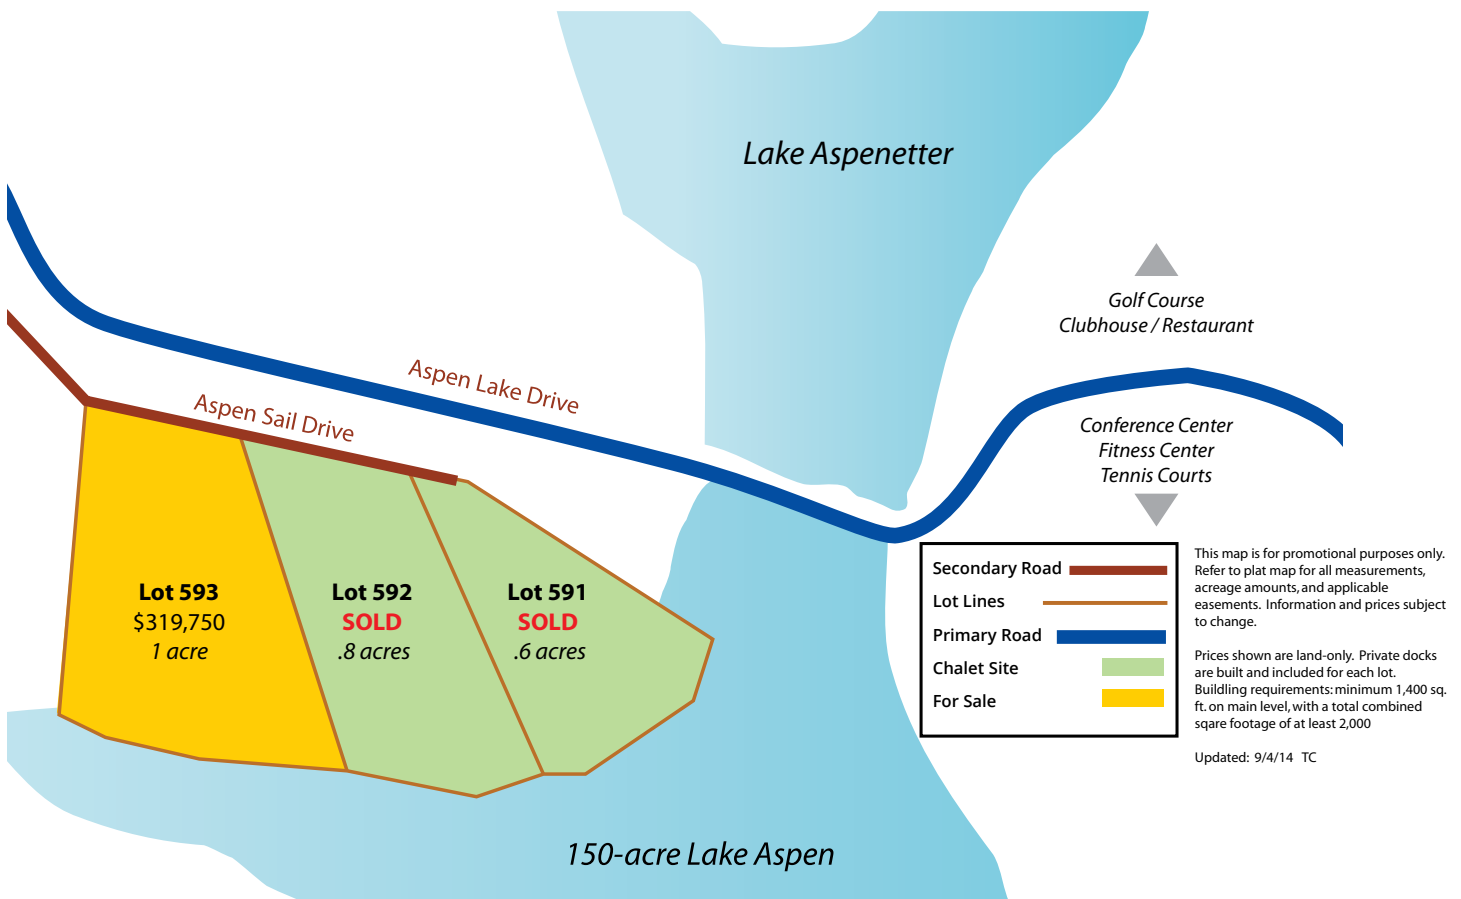 Lake Aspenetter
Golf Course
Clubhouse / Restaurant
Aspen Lake Drive
Aspen Sail Drive
Conference Center
Fitness Center
Tennis Courts
Lot 593
$319,750
1 acre
Lot 592
SOLD
.8 acres
Lot 591
SOLD
.6 acres
Secondary Road
Lot Lines
Primary Road
Chalet Site
For Sale
This map is for promotional purposes only.
Refer to plat map for all measurements,
acreage amounts, and applicable
easements. Information and prices subject
to change.
Prices shown are land-only. Private docks
are built and included for each lot.
Buildling requirements: minimum 1,400 sq.
ft. on main level, with a total combined
sqare footage of at least 2,000
Updated: 9/4/14 TC
150-acre Lake Aspen